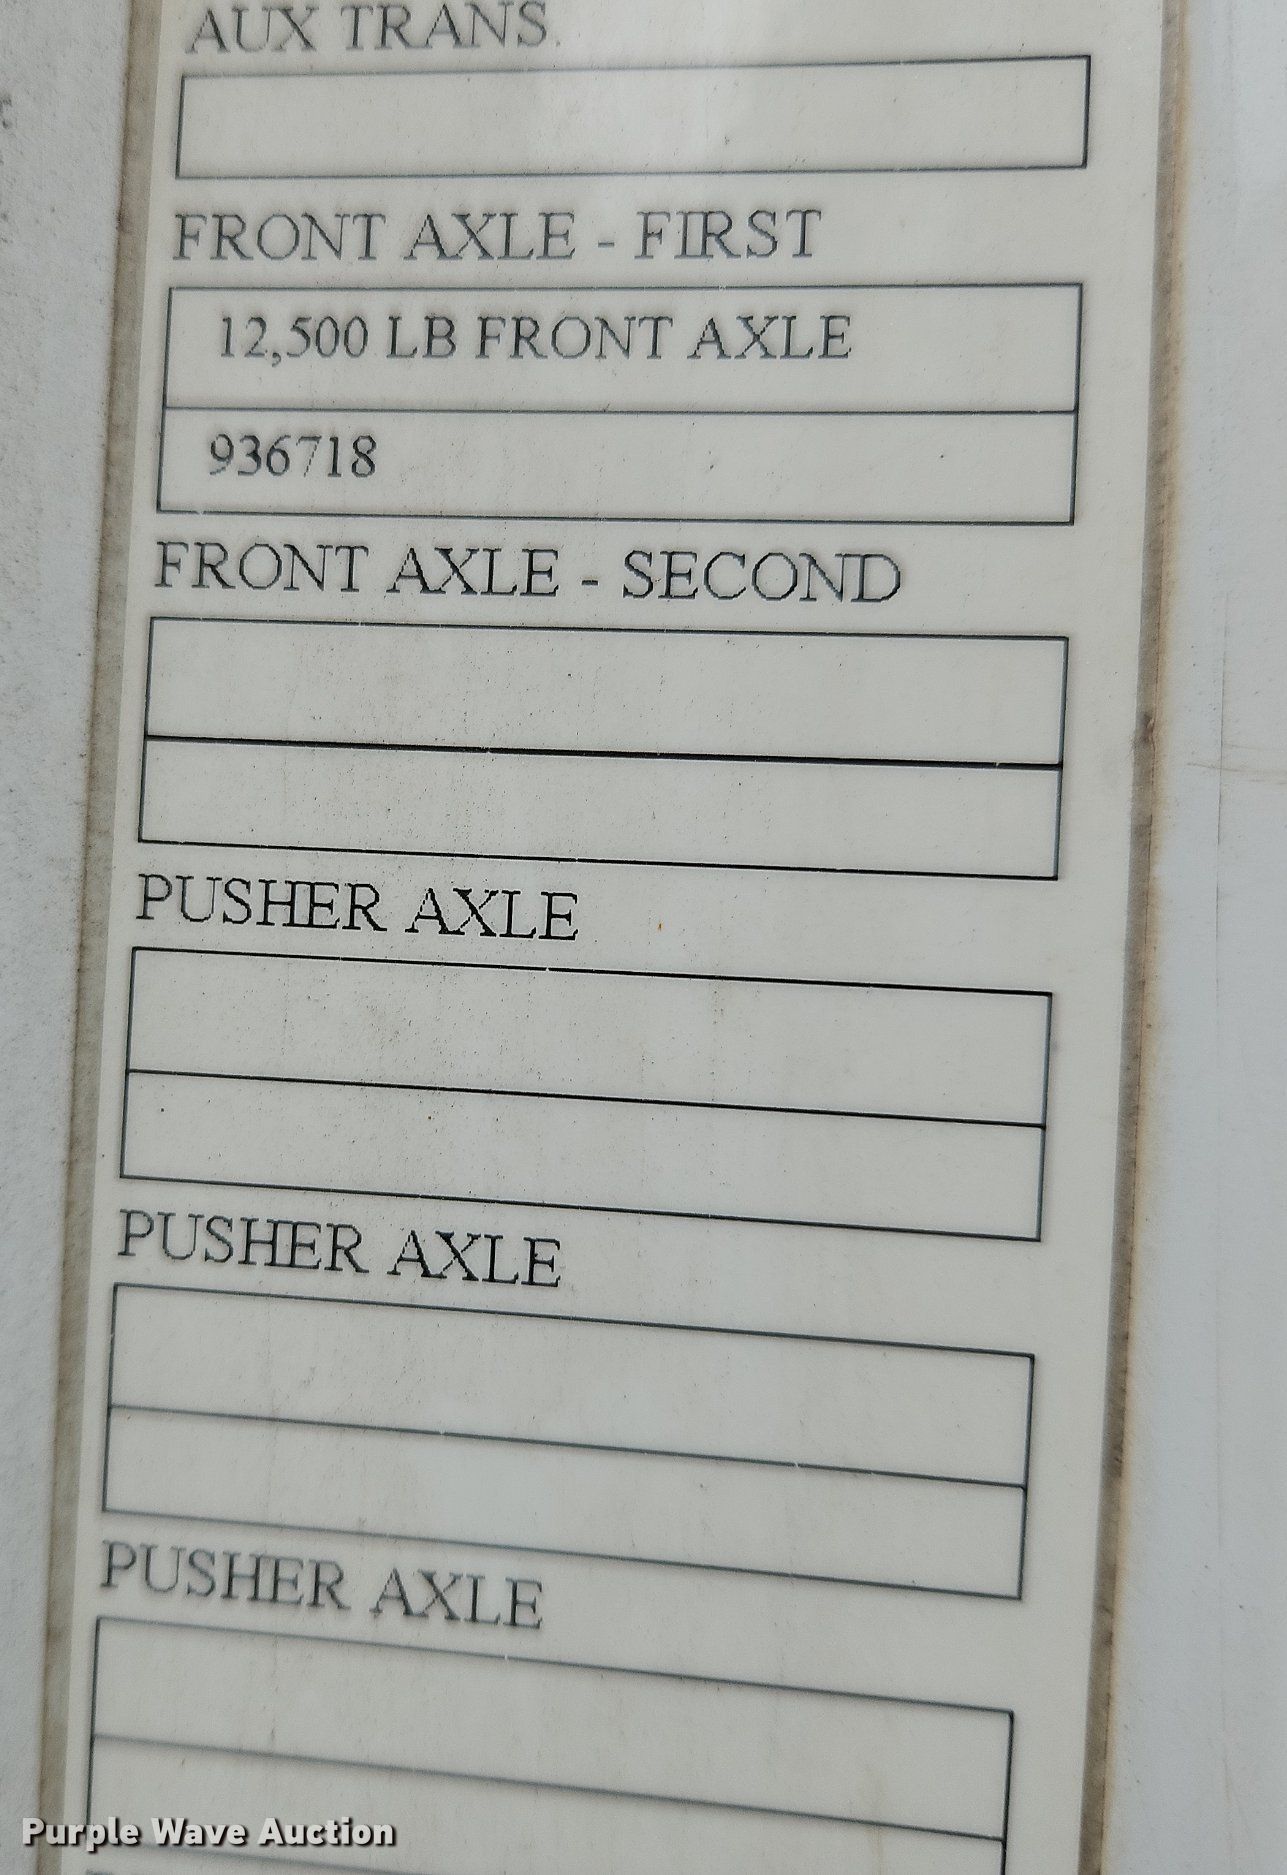 AUX TRANS.
FRONT AXLE - FIRST
12,500 LB FRONT AXLE
936718
FRONT AXLE - SECOND
PUSHER AXLE
PUSHER AXLE
PUSHER AXLE
Purple Wave Auction